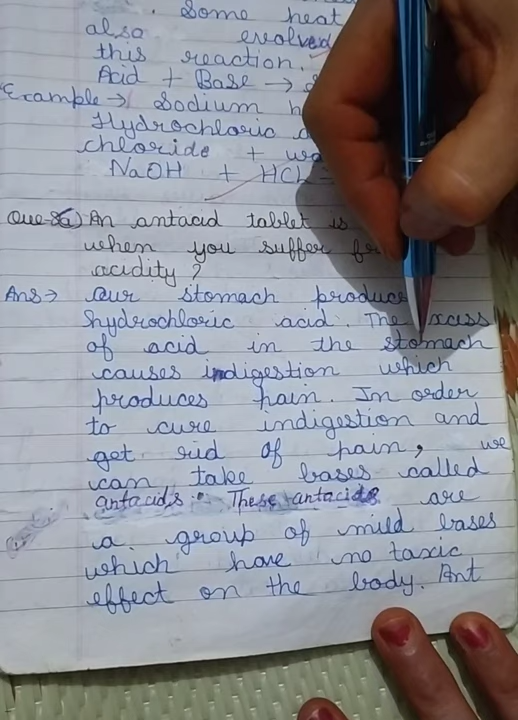 Some heat
also evolved
this reaction.
Acid + Base →
Example → Sodium
Hydrochloric
chloride +
NaOH + HCL
Que- a) An antacid tablet is
when you suffer
acidity ?
Ans → Our stomach produce
hydrochloric acid. The excess
of acid in the stomach
causes indigestion which
produces pain. In order
to cure indigestion and
get rid of pain, we
can take bases called
antacids. These antacids are
a group of mild bases
which have no toxic
effect on the body. Ant